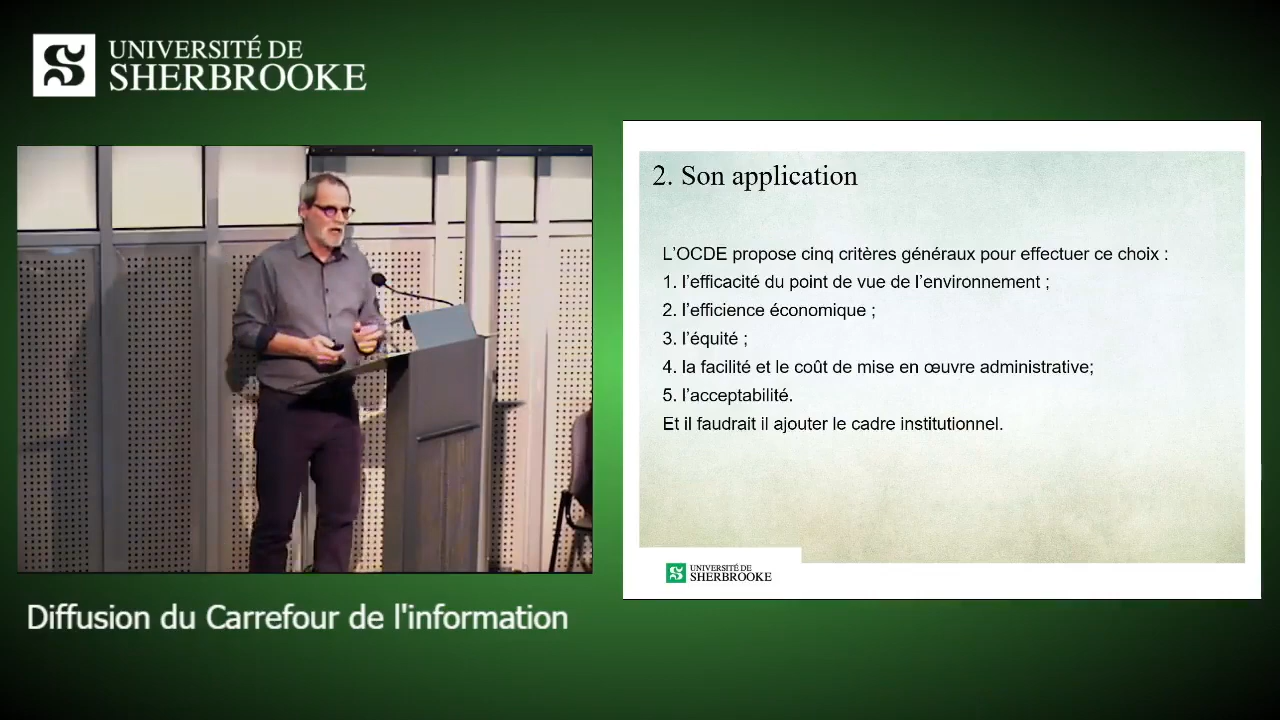 UNIVERSITÉ DE
SHERBROOKE
2. Son application
L'OCDE propose cinq critères généraux pour effectuer ce choix :
1. l'efficacité du point de vue de l'environnement ;
2. l'efficience économique ;
3. l'équité ;
4. la facilité et le coût de mise en œuvre administrative;
5. l'acceptabilité.
Et il faudrait il ajouter le cadre institutionnel.
UNIVERSITÉ DE
SHERBROOKE
Diffusion du Carrefour de l'information